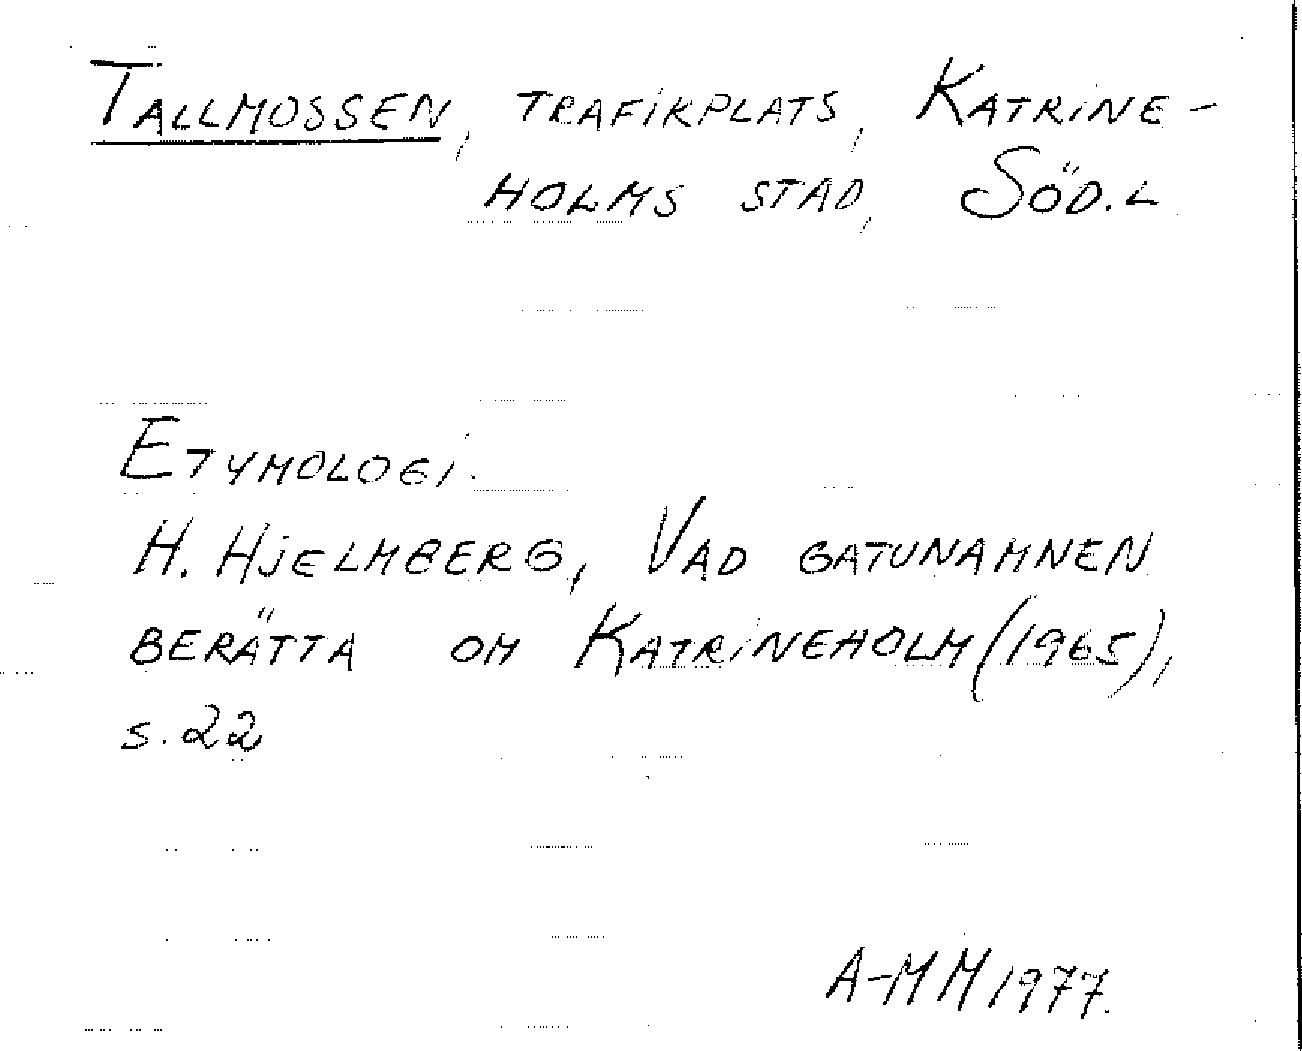 TALLMOSSEN, TRAFIKPLATS, KATRINE-
HOLMS STAD, SÖD.L
ETYMOLOGI.
H. HJELMBERG, VAD GATUNAMNEN
BERÄTTA OM KATRINEHOLM (1965),
s. 22
A-MM 1977.